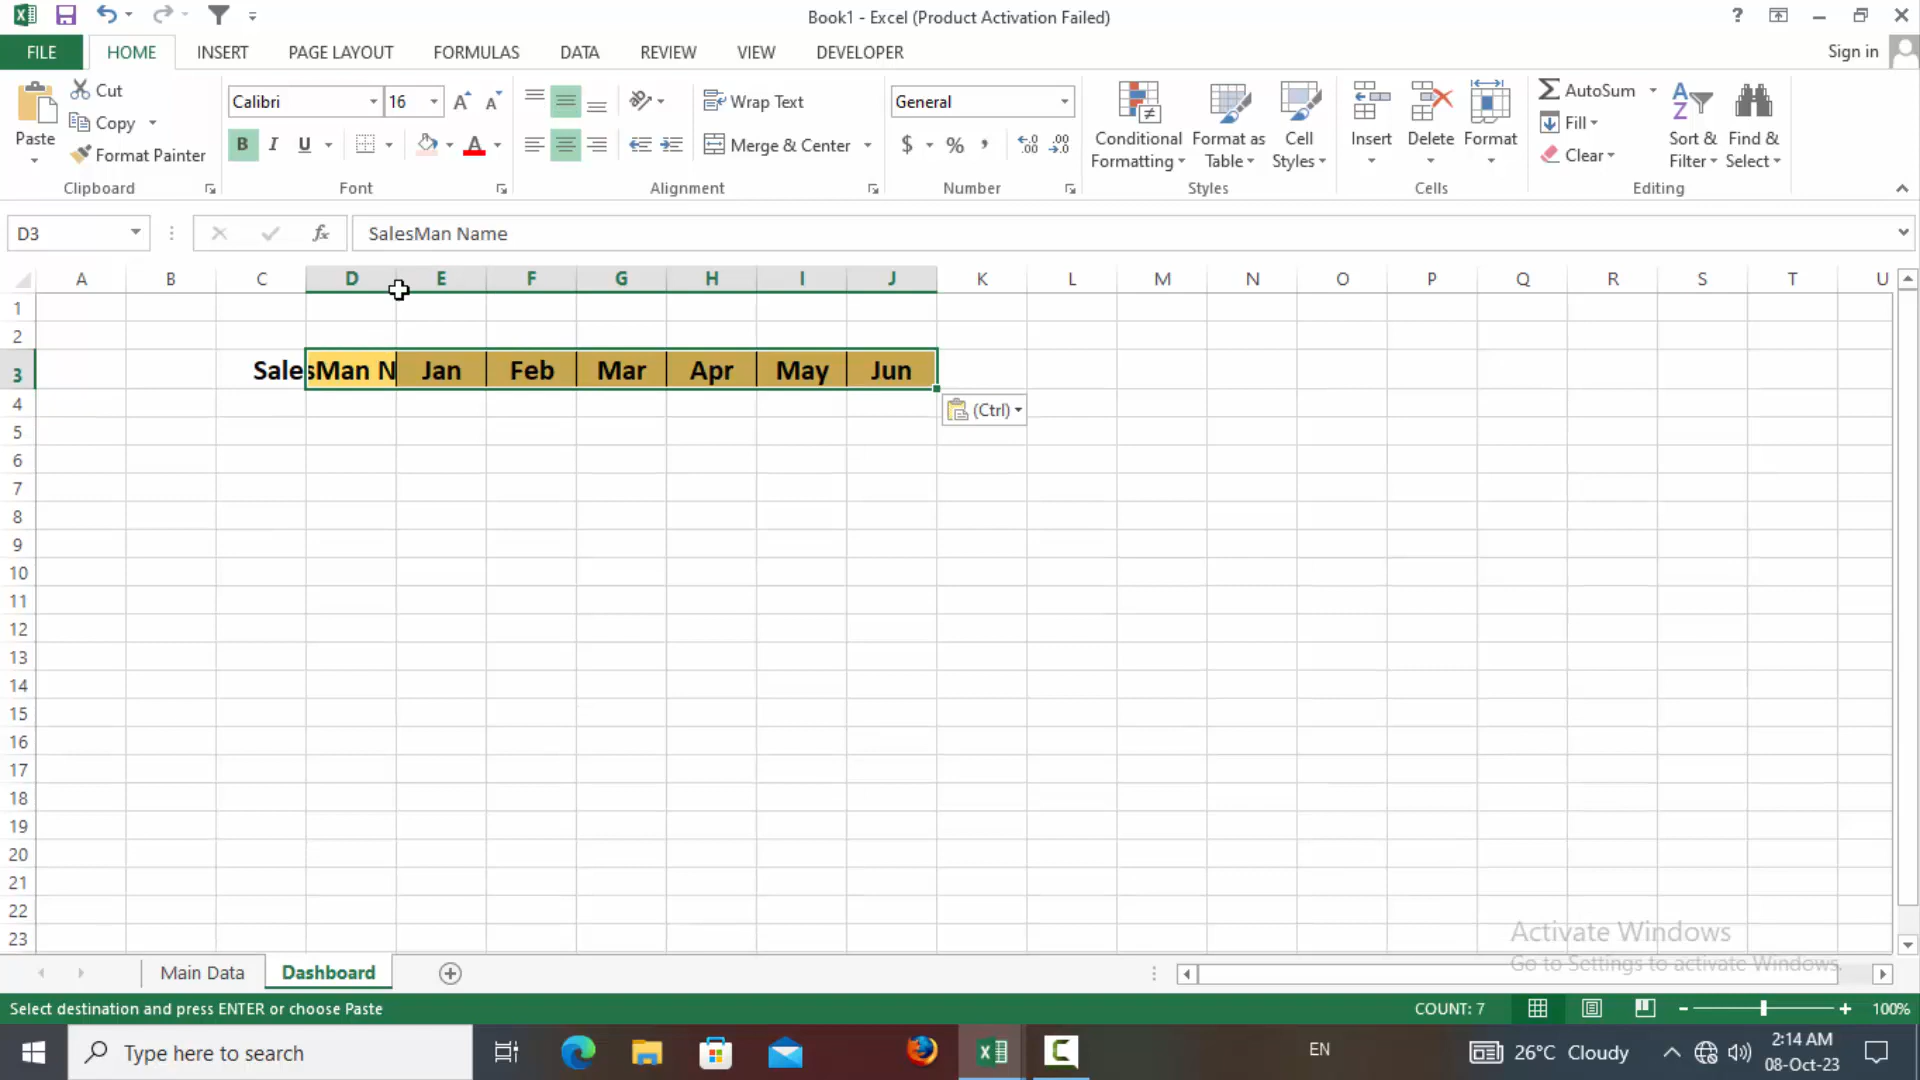 Book1 - Excel (Product Activation Failed)
?
FILE HOME INSERT PAGE LAYOUT FORMULAS DATA REVIEW VIEW DEVELOPER Sign in
Paste Cut Copy Format Painter Clipboard
Calibri 16 A A B I U A Font
Wrap Text Merge & Center Alignment
General $ % , .0 .00 Number
Conditional Formatting Format as Table Cell Styles Styles
Insert Delete Format Cells
AutoSum Fill Clear Sort & Filter Find & Select Editing
D3 fx SalesMan Name
A B C D E F G H I J K L M N O P Q R S T U
1
2
3 SalesMan N Jan Feb Mar Apr May Jun
4 (Ctrl)
5
6
7
8
9
10
11
12
13
14
15
16
17
18
19
20
21
22
23
Activate Windows
Go to Settings to activate Windows.
Main Data Dashboard
Select destination and press ENTER or choose Paste COUNT: 7 100%
Type here to search EN 26°C Cloudy 2:14 AM
08-Oct-23